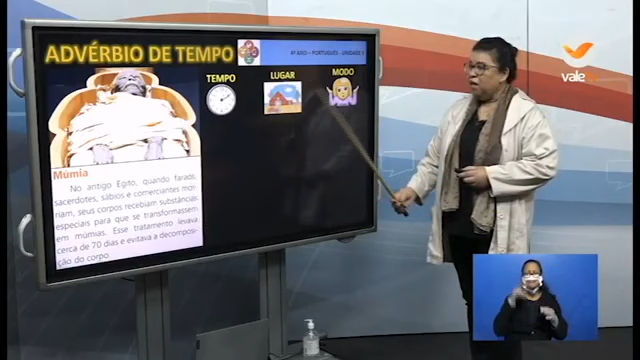 ADVÉRBIO DE TEMPO
4º ANO – PORTUGUÊS - UNIDADE 3
TEMPO
LUGAR
MODO
vale
Múmia
No antigo Egito, quando faraós,
sacerdotes, sábios e comerciantes mor-
riam, seus corpos recebiam substâncias
especiais para que se transformassem
em múmias. Esse tratamento levava
cerca de 70 dias e evitava a decomposi-
ção do corpo